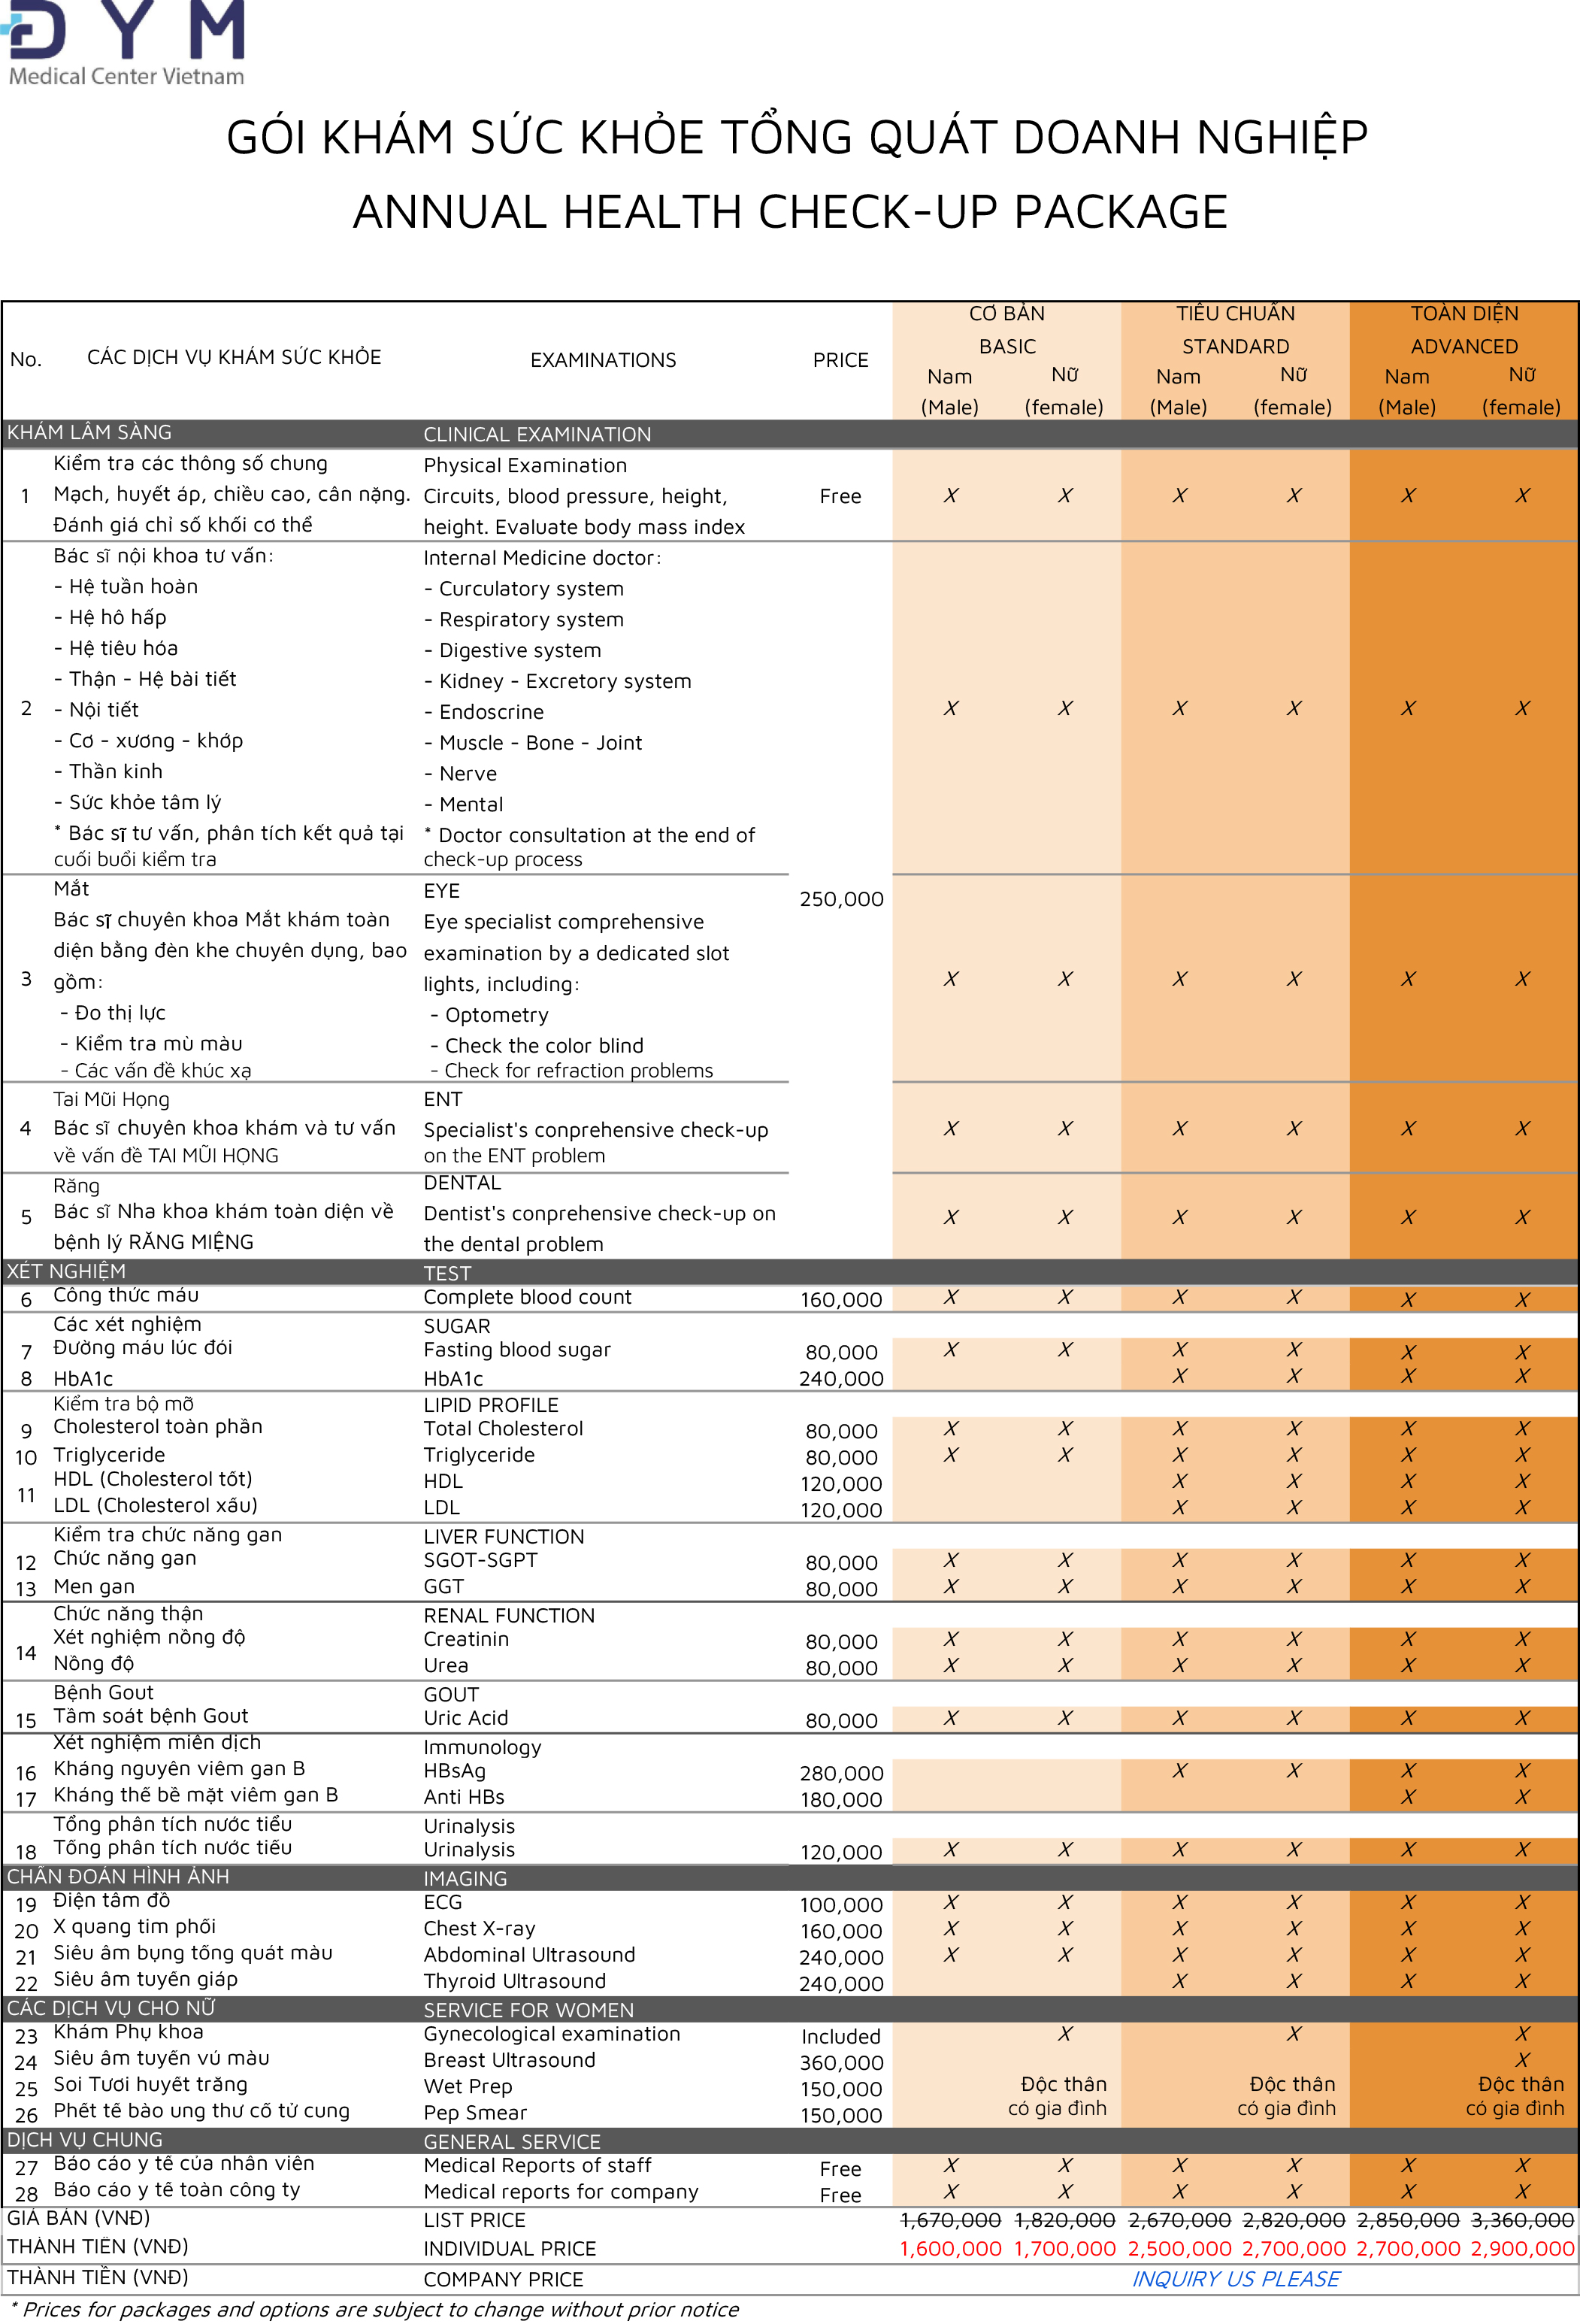 DYM
Medical Center Vietnam
GÓI KHÁM SỨC KHỎE TỔNG QUÁT DOANH NGHIỆP
ANNUAL HEALTH CHECK-UP PACKAGE
No. CÁC DỊCH VỤ KHÁM SỨC KHỎE EXAMINATIONS PRICE CƠ BẢN TIÊU CHUẨN TOÀN DIỆN
BASIC STANDARD ADVANCED
Nam Nữ Nam Nữ Nam Nữ
(Male) (female) (Male) (female) (Male) (female)
KHÁM LÂM SÀNG CLINICAL EXAMINATION
Kiểm tra các thông số chung Physical Examination
1 Mạch, huyết áp, chiều cao, cân nặng. Circuits, blood pressure, height, Free X X X X X X
Đánh giá chỉ số khối cơ thể height. Evaluate body mass index
Bác sĩ nội khoa tư vấn: Internal Medicine doctor:
- Hệ tuần hoàn - Curculatory system
- Hệ hô hấp - Respiratory system
- Hệ tiêu hóa - Digestive system
- Thận - Hệ bài tiết - Kidney - Excretory system
2 - Nội tiết - Endoscrine X X X X X X
- Cơ - xương - khớp - Muscle - Bone - Joint
- Thần kinh - Nerve
- Sức khỏe tâm lý - Mental
* Bác sĩ tư vấn, phân tích kết quả tại * Doctor consultation at the end of
cuối buổi kiểm tra check-up process
Mắt EYE 250,000
Bác sĩ chuyên khoa Mắt khám toàn Eye specialist comprehensive
diện bằng đèn khe chuyên dụng, bao examination by a dedicated slot
3 gồm: lights, including: X X X X X X
- Đo thị lực - Optometry
- Kiểm tra mù màu - Check the color blind
- Các vấn đề khúc xạ - Check for refraction problems
Tai Mũi Họng ENT
4 Bác sĩ chuyên khoa khám và tư vấn Specialist's conprehensive check-up X X X X X X
về vấn đề TAI MŨI HỌNG on the ENT problem
Răng DENTAL
5 Bác sĩ Nha khoa khám toàn diện về Dentist's conprehensive check-up on X X X X X X
bệnh lý RĂNG MIỆNG the dental problem
XÉT NGHIỆM TEST
6 Công thức máu Complete blood count 160,000 X X X X X X
Các xét nghiệm SUGAR
7 Đường máu lúc đói Fasting blood sugar 80,000 X X X X X X
8 HbA1c HbA1c 240,000 X X X X
Kiểm tra bộ mỡ LIPID PROFILE
9 Cholesterol toàn phần Total Cholesterol 80,000 X X X X X X
10 Triglyceride Triglyceride 80,000 X X X X X X
11 HDL (Cholesterol tốt) HDL 120,000 X X X X
LDL (Cholesterol xấu) LDL 120,000 X X X X
Kiểm tra chức năng gan LIVER FUNCTION
12 Chức năng gan SGOT-SGPT 80,000 X X X X X X
13 Men gan GGT 80,000 X X X X X X
Chức năng thận RENAL FUNCTION
14 Xét nghiệm nồng độ Creatinin 80,000 X X X X X X
Nồng độ Urea 80,000 X X X X X X
Bệnh Gout GOUT
15 Tầm soát bệnh Gout Uric Acid 80,000 X X X X X X
Xét nghiệm miên dịch Immunology
16 Kháng nguyên viêm gan B HBsAg 280,000 X X X X
17 Kháng thể bề mặt viêm gan B Anti HBs 180,000 X X
Tổng phân tích nước tiểu Urinalysis
18 Tổng phân tích nước tiểu Urinalysis 120,000 X X X X X X
CHẨN ĐOÁN HÌNH ẢNH IMAGING
19 Điện tâm đồ ECG 100,000 X X X X X X
20 X quang tim phổi Chest X-ray 160,000 X X X X X X
21 Siêu âm bụng tổng quát màu Abdominal Ultrasound 240,000 X X X X X X
22 Siêu âm tuyến giáp Thyroid Ultrasound 240,000 X X X X
CÁC DỊCH VỤ CHO NỮ SERVICE FOR WOMEN
23 Khám Phụ khoa Gynecological examination Included X X X
24 Siêu âm tuyến vú màu Breast Ultrasound 360,000 X
25 Soi Tươi huyết trắng Wet Prep 150,000 Độc thân Độc thân Độc thân
26 Phết tế bào ung thư cổ tử cung Pep Smear 150,000 có gia đình có gia đình có gia đình
DỊCH VỤ CHUNG GENERAL SERVICE
27 Báo cáo y tế của nhân viên Medical Reports of staff Free X X X X X X
28 Báo cáo y tế toàn công ty Medical reports for company Free X X X X X X
GIÁ BÁN (VNĐ) LIST PRICE 1,670,000 1,820,000 2,670,000 2,820,000 2,850,000 3,360,000
THÀNH TIỀN (VNĐ) INDIVIDUAL PRICE 1,600,000 1,700,000 2,500,000 2,700,000 2,700,000 2,900,000
THÀNH TIỀN (VNĐ) COMPANY PRICE INQUIRY US PLEASE
* Prices for packages and options are subject to change without prior notice